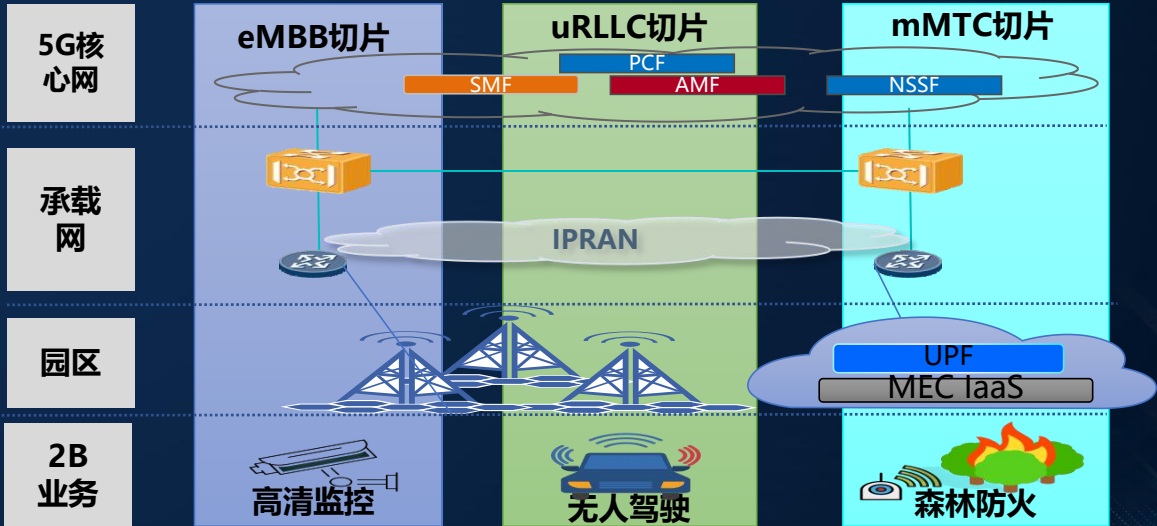 eMBB切片
uRLLC切片
mMTC切片
5G核
心网
PCF
SMF
AMF
NSSF
承载
网
IPRAN
园区
UPF
MEC IaaS
2B
业务
高清监控
无人驾驶
森林防火